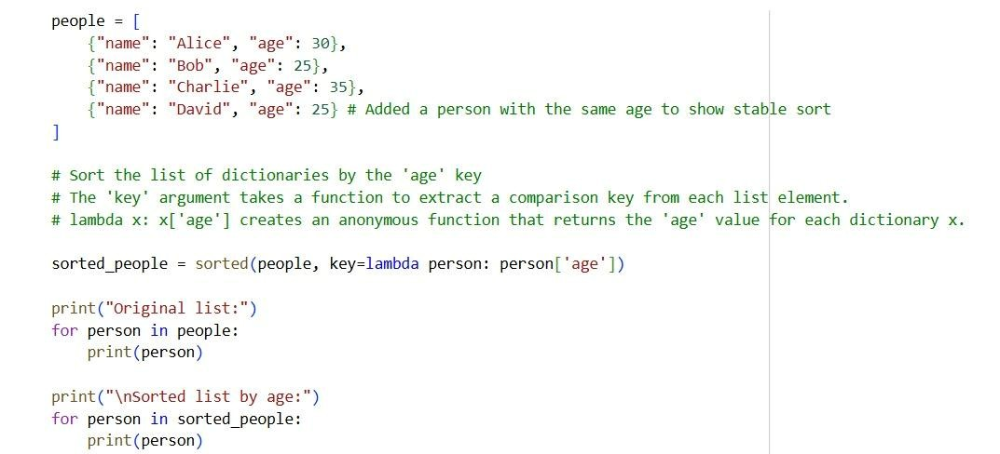 people = [
    {"name": "Alice", "age": 30},
    {"name": "Bob", "age": 25},
    {"name": "Charlie", "age": 35},
    {"name": "David", "age": 25} # Added a person with the same age to show stable sort
]

# Sort the list of dictionaries by the 'age' key
# The 'key' argument takes a function to extract a comparison key from each list element.
# lambda x: x['age'] creates an anonymous function that returns the 'age' value for each dictionary x.

sorted_people = sorted(people, key=lambda person: person['age'])

print("Original list:")
for person in people:
    print(person)

print("\nSorted list by age:")
for person in sorted_people:
    print(person)